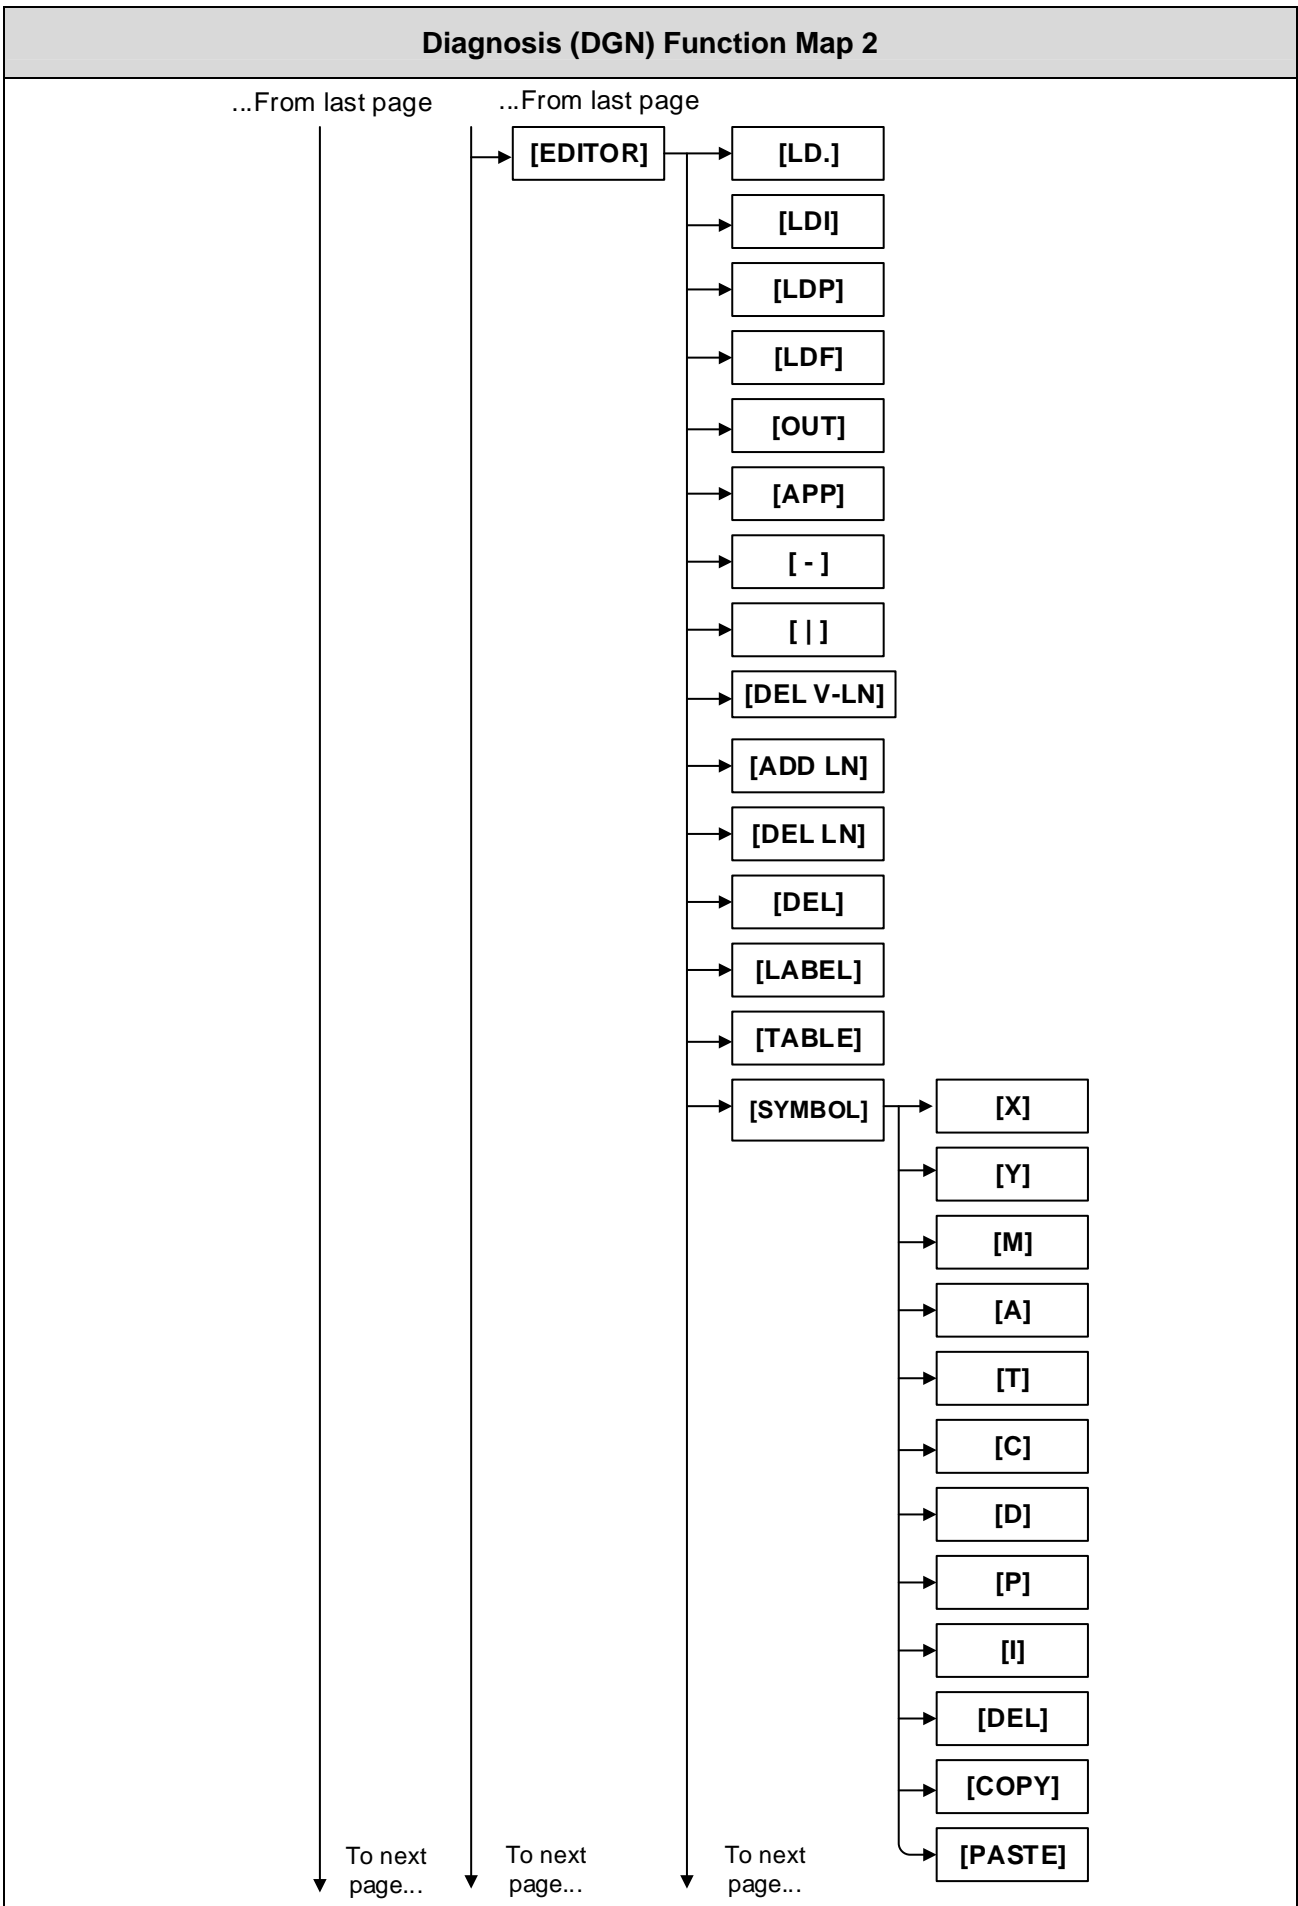 Diagnosis (DGN) Function Map 2
...From last page
...From last page
[EDITOR]
[LD.]
[LDI]
[LDP]
[LDF]
[OUT]
[APP]
[ - ]
[ | ]
[DEL V-LN]
[ADD LN]
[DEL LN]
[DEL]
[LABEL]
[TABLE]
[SYMBOL]
[X]
[Y]
[M]
[A]
[T]
[C]
[D]
[P]
[I]
[DEL]
[COPY]
[PASTE]
To next
page...
To next
page...
To next
page...